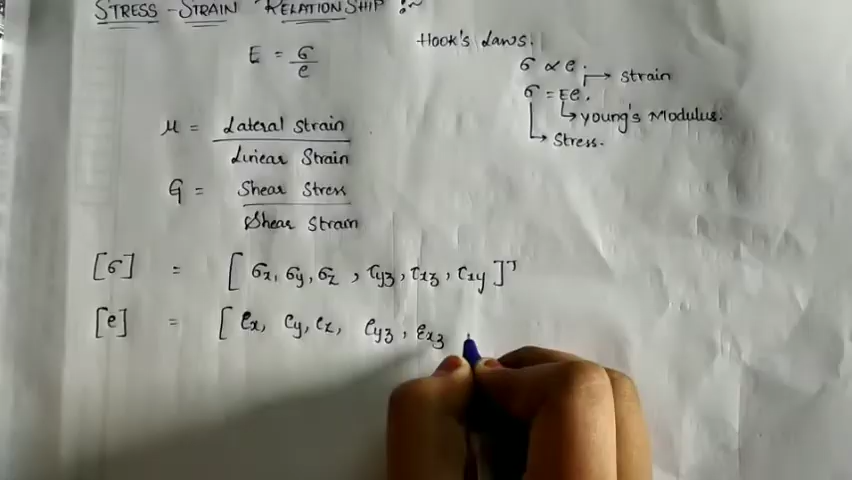 STRESS - STRAIN RELATIONSHIP :~
E = σ / e
Hook's Laws.
σ ∝ e. → Strain
σ = Ee. → young's Modulus.
→ Stress.
μ = Lateral Strain / Linear Strain
G = Shear Stress / Shear Strain
[σ] = [σx, σy, σz, τyz, τxz, τxy]ᵀ
[e] = [ex, ey, ez, eyz, exz